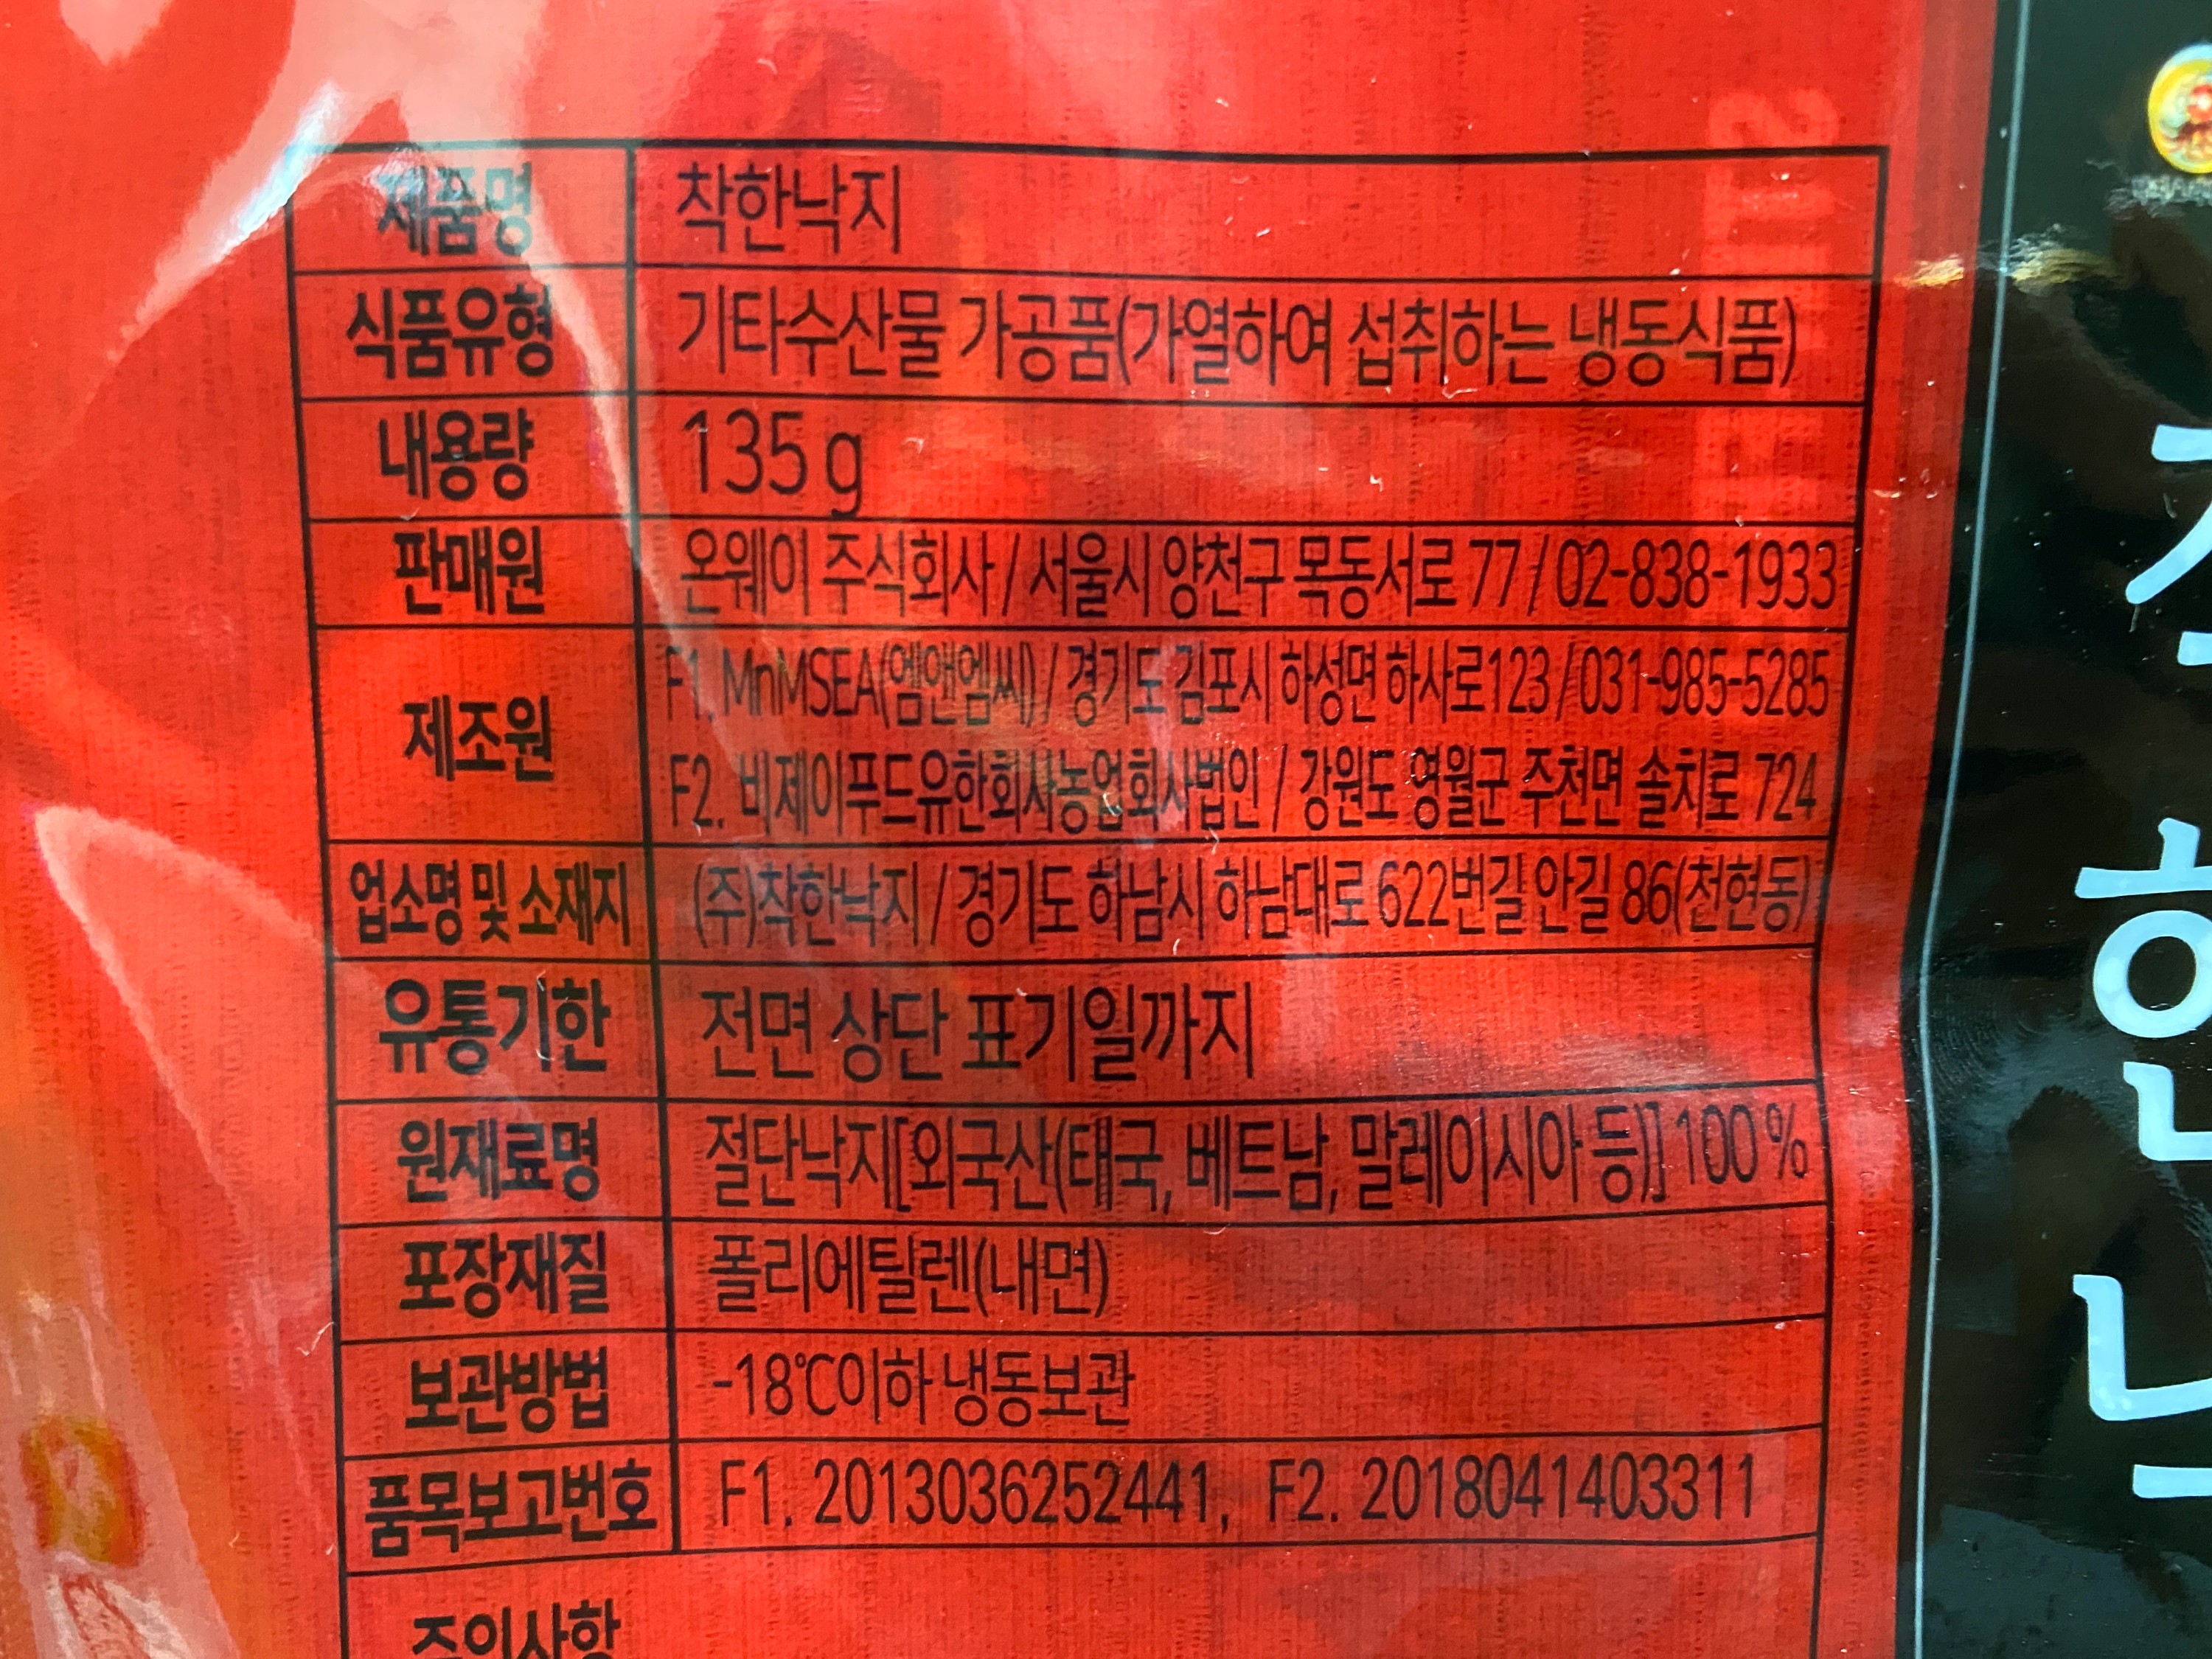 제품명 착한낙지
식품유형 기타수산물 가공품(가열하여 섭취하는 냉동식품)
내용량 135 g
판매원 온웨이 주식회사 / 서울시 양천구 목동서로 77 / 02-838-1933
제조원
F1. MnMSEA(엠앤엠씨) / 경기도 김포시 하성면 하사로123 / 031-985-5285
F2. 비제이푸드유한회사농업회사법인 / 강원도 영월군 주천면 솔치로 724
업소명 및 소재지 (주)착한낙지 / 경기도 하남시 하남대로 622번길 안길 86(천현동)
유통기한 전면 상단 표기일까지
원재료명 절단낙지[외국산(태국, 베트남, 말레이시아 등)] 100 %
포장재질 폴리에틸렌(내면)
보관방법 -18℃이하 냉동보관
품목보고번호 F1. 2013036252441, F2. 2018041403311
주의사항